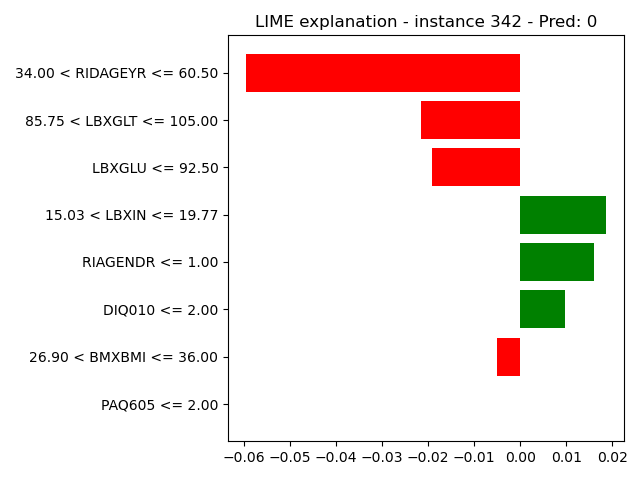 LIME explanation - instance 342 - Pred: 0
34.00 < RIDAGEYR <= 60.50
85.75 < LBXGLT <= 105.00
LBXGLU <= 92.50
15.03 < LBXIN <= 19.77
RIAGENDR <= 1.00
DIQ010 <= 2.00
26.90 < BMXBMI <= 36.00
PAQ605 <= 2.00
−0.06 −0.05 −0.04 −0.03 −0.02 −0.01 0.00 0.01 0.02